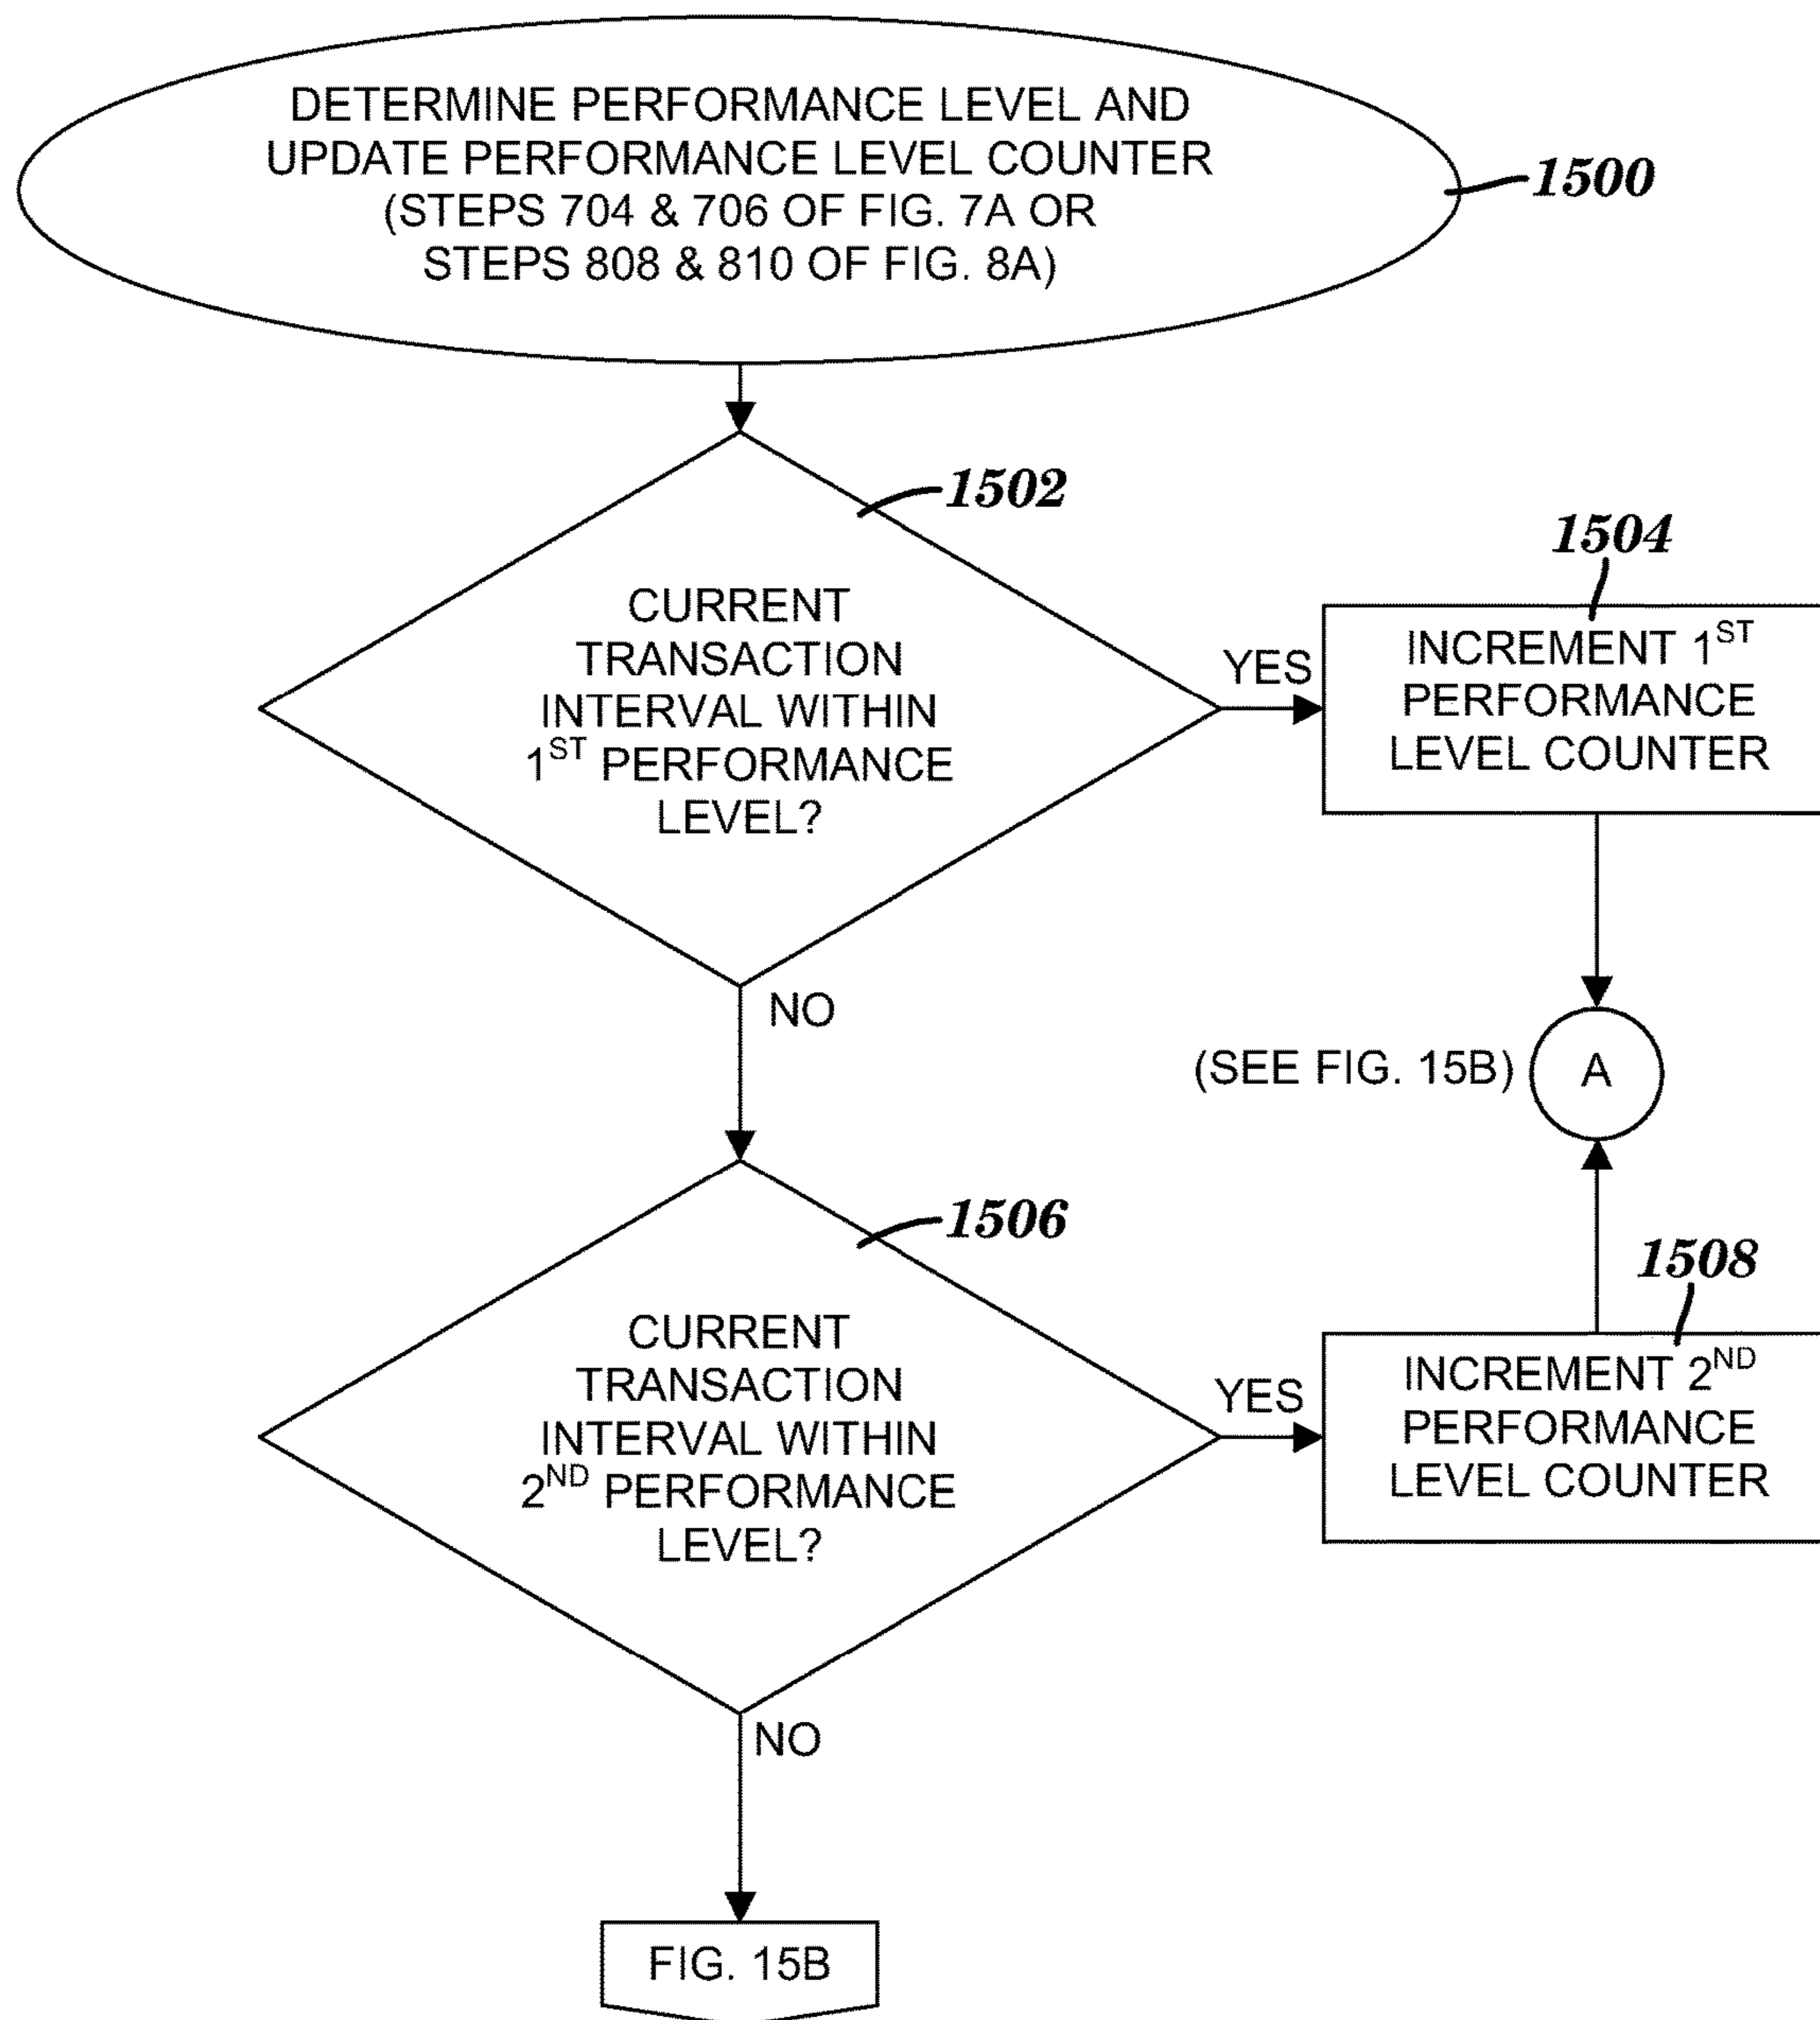 DETERMINE PERFORMANCE LEVEL AND
UPDATE PERFORMANCE LEVEL COUNTER
(STEPS 704 & 706 OF FIG. 7A OR
STEPS 808 & 810 OF FIG. 8A)
1500
1502
CURRENT
TRANSACTION
INTERVAL WITHIN
1ST PERFORMANCE
LEVEL?
YES
1504
INCREMENT 1ST
PERFORMANCE
LEVEL COUNTER
NO
(SEE FIG. 15B)
A
1506
CURRENT
TRANSACTION
INTERVAL WITHIN
2ND PERFORMANCE
LEVEL?
YES
1508
INCREMENT 2ND
PERFORMANCE
LEVEL COUNTER
NO
FIG. 15B